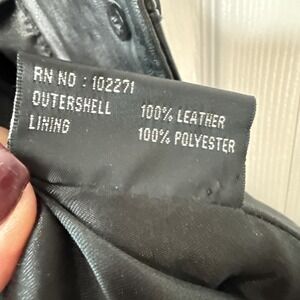 RN NO : 102271
OUTERSHELL 100% LEATHER
LINING 100% POLYESTER